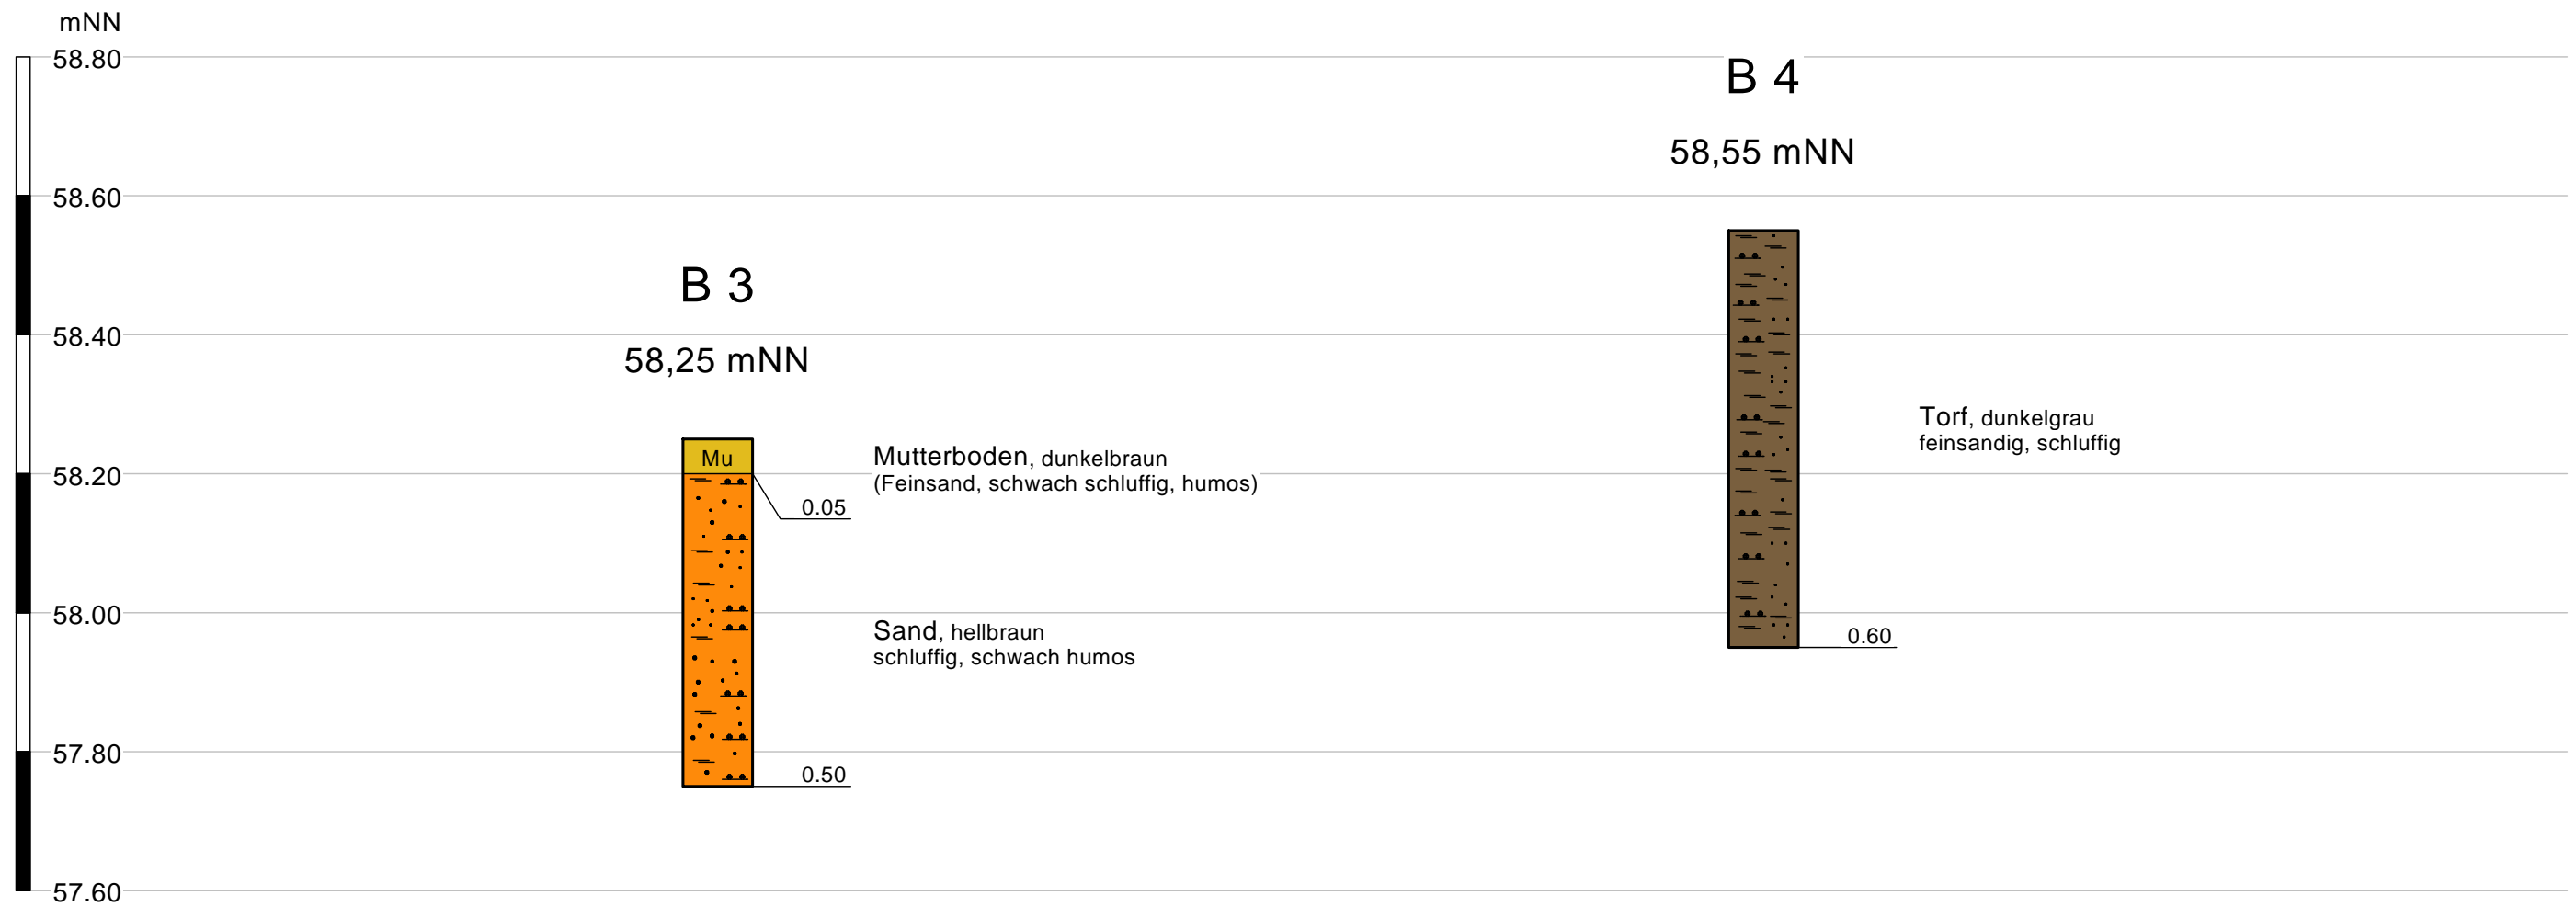 mNN
58.80
58.60
58.40
58.20
58.00
57.80
57.60
B 3
58,25 mNN
Mu
Mutterboden, dunkelbraun
(Feinsand, schwach schluffig, humos)
0.05
Sand, hellbraun
schluffig, schwach humos
0.50
B 4
58,55 mNN
Torf, dunkelgrau
feinsandig, schluffig
0.60